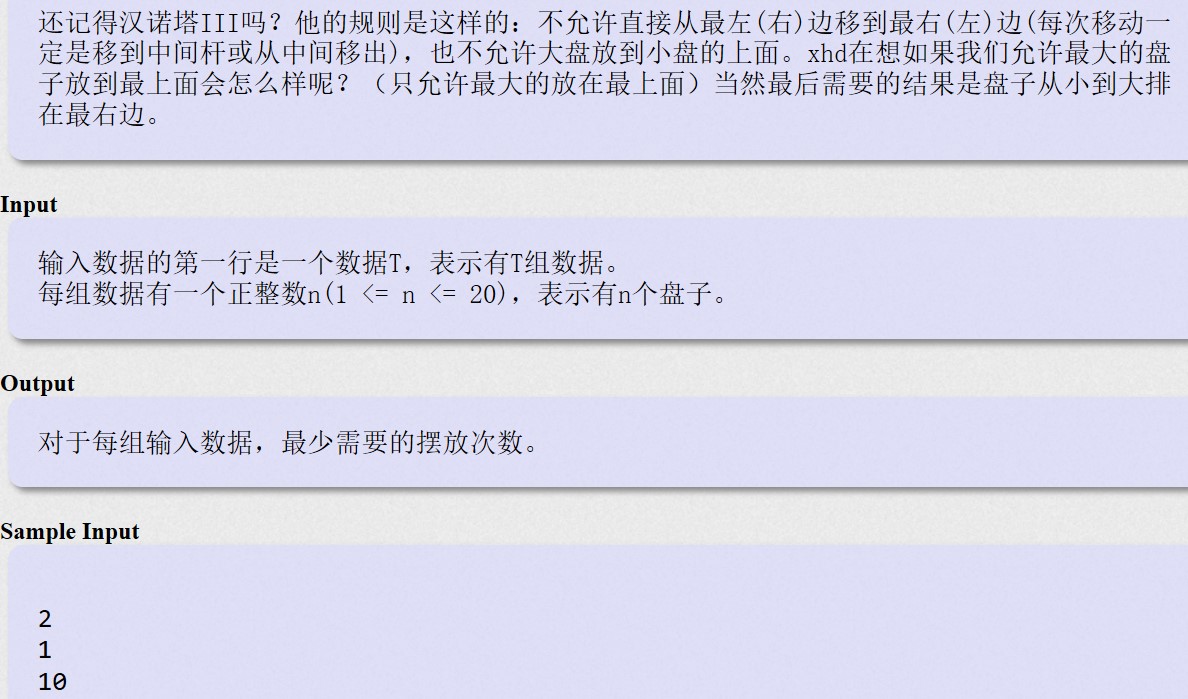 还记得汉诺塔III吗？他的规则是这样的：不允许直接从最左(右)边移到最右(左)边(每次移动一
定是移到中间杆或从中间移出)，也不允许大盘放到小盘的上面。xhd在想如果我们允许最大的盘
子放到最上面会怎么样呢？（只允许最大的放在最上面）当然最后需要的结果是盘子从小到大排
在最右边。
Input
输入数据的第一行是一个数据T，表示有T组数据。
每组数据有一个正整数n(1 <= n <= 20)，表示有n个盘子。
Output
对于每组输入数据，最少需要的摆放次数。
Sample Input
2
1
10